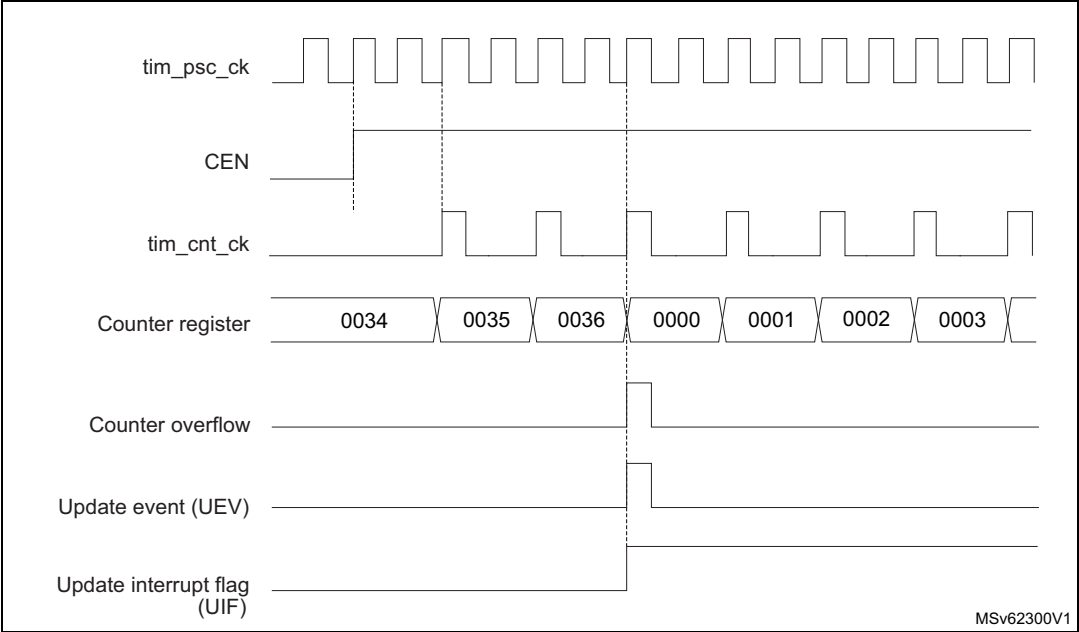 tim_psc_ck
CEN
tim_cnt_ck
Counter register 0034 0035 0036 0000 0001 0002 0003
Counter overflow
Update event (UEV)
Update interrupt flag
(UIF)
MSv62300V1